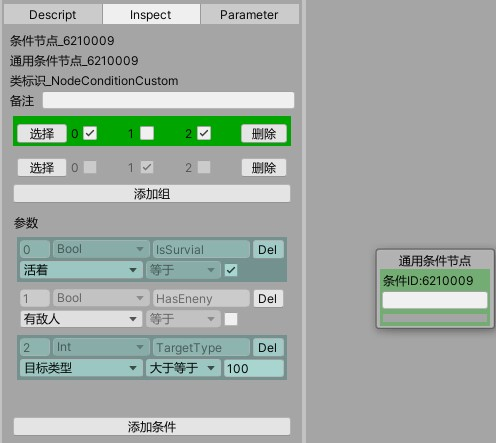 Descript Inspect Parameter
条件节点_6210009
通用条件节点_6210009
类标识_NodeConditionCustom
备注
选择 0 1 2 删除
选择 0 1 2 删除
添加组
参数
0 Bool IsSurvial Del
活着 等于
1 Bool HasEneny Del
有敌人 等于
2 Int TargetType Del
目标类型 大于等于 100
添加条件
通用条件节点
条件ID:6210009